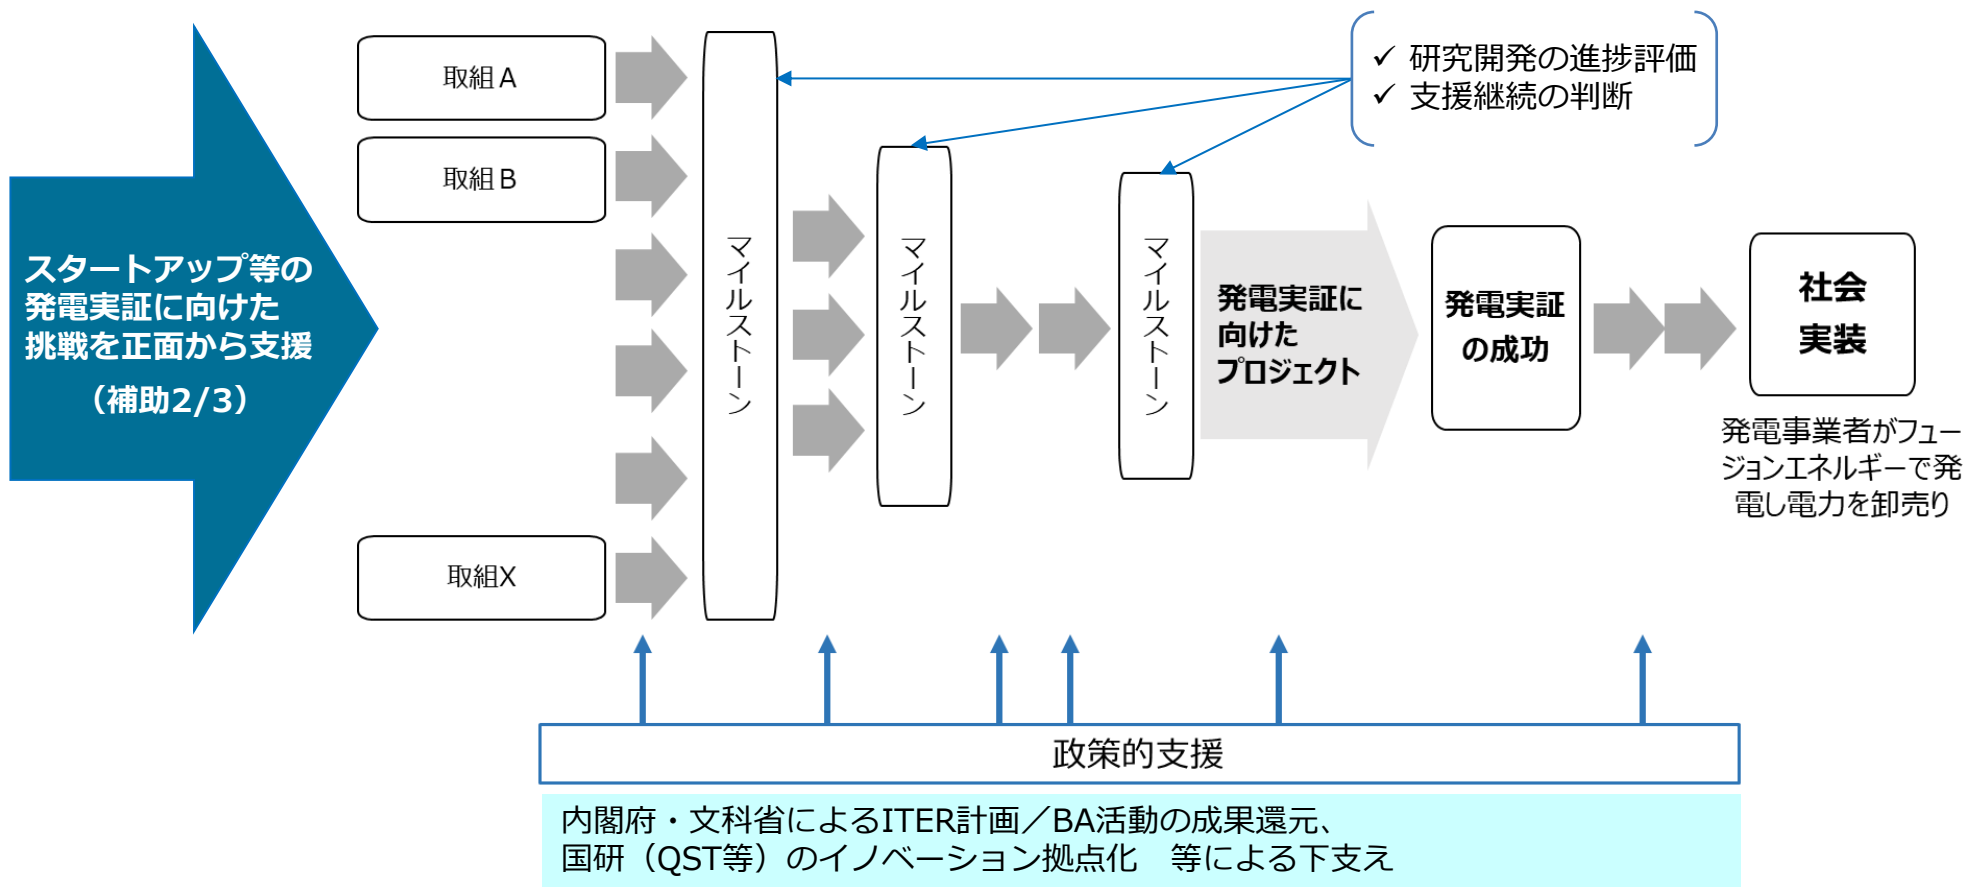 スタートアップ等の
発電実証に向けた
挑戦を正面から支援
（補助2/3）
取組A
取組B
取組X
マイルストーン
マイルストーン
マイルストーン
✓ 研究開発の進捗評価
✓ 支援継続の判断
発電実証に
向けた
プロジェクト
発電実証
の成功
社会
実装
発電事業者がフュー
ジョンエネルギーで発
電し電力を卸売り
政策的支援
内閣府・文科省によるITER計画／BA活動の成果還元、
国研（QST等）のイノベーション拠点化　等による下支え